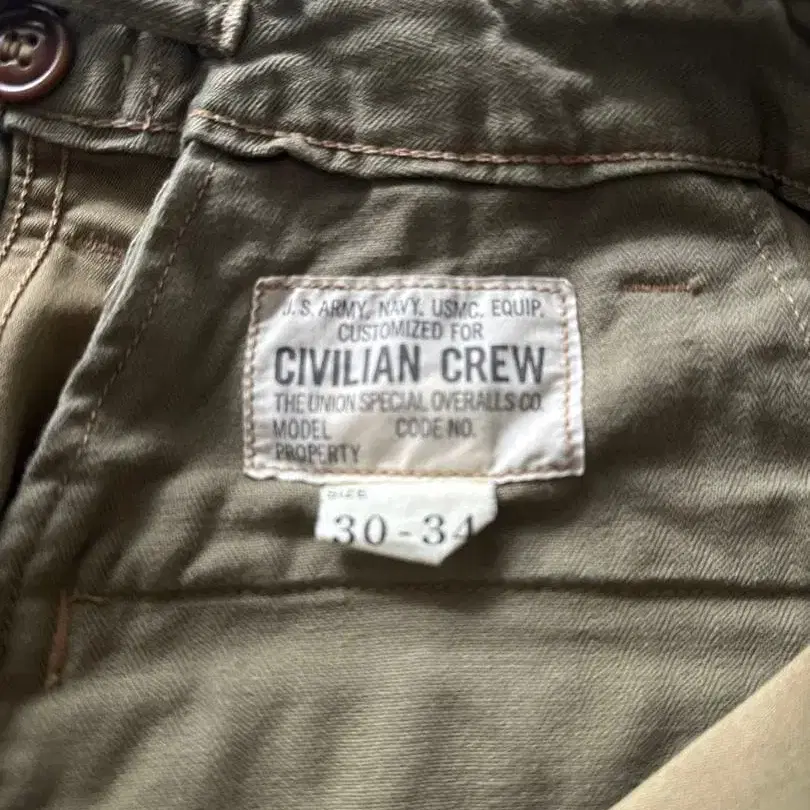 U.S. ARMY, NAVY, USMC, EQUIP.
CUSTOMIZED FOR
CIVILIAN CREW
THE UNION SPECIAL OVERALLS CO.
MODEL CODE NO.
PROPERTY
SIZE
30-34